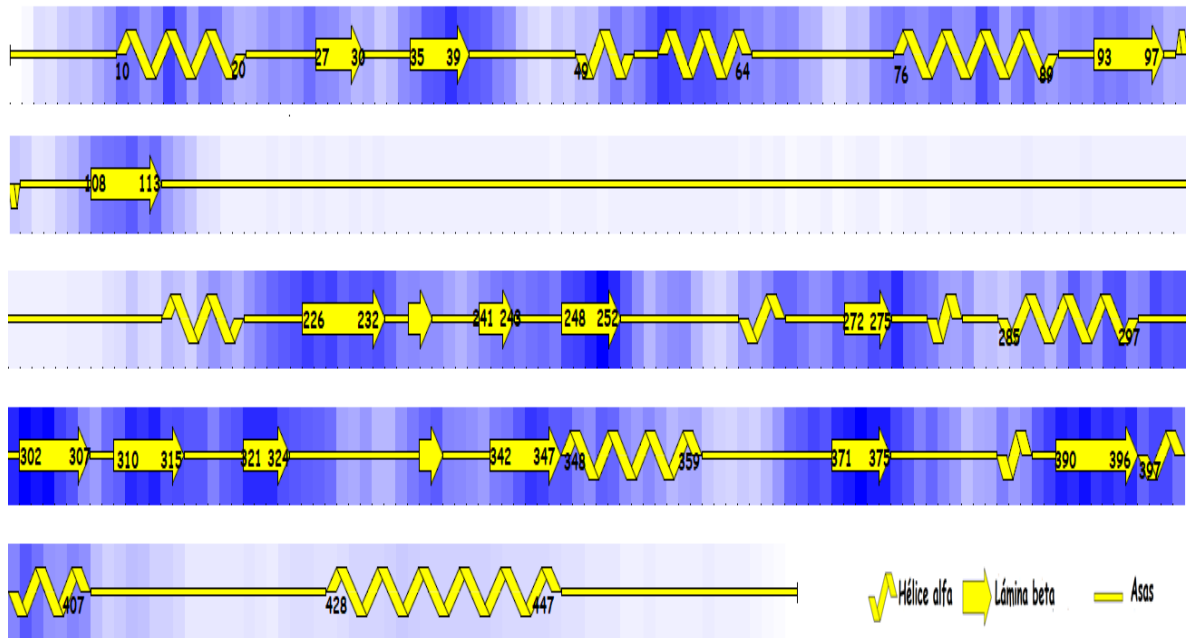 10 20 27 30 35 39 49 64 76 89 93 97
108 113
226 232 241 243 248 252 272 275 285 297
302 307 310 315 321 324 342 347 348 359 371 375 390 396 397
407 428 447 Hélice alfa Lámina beta Asas